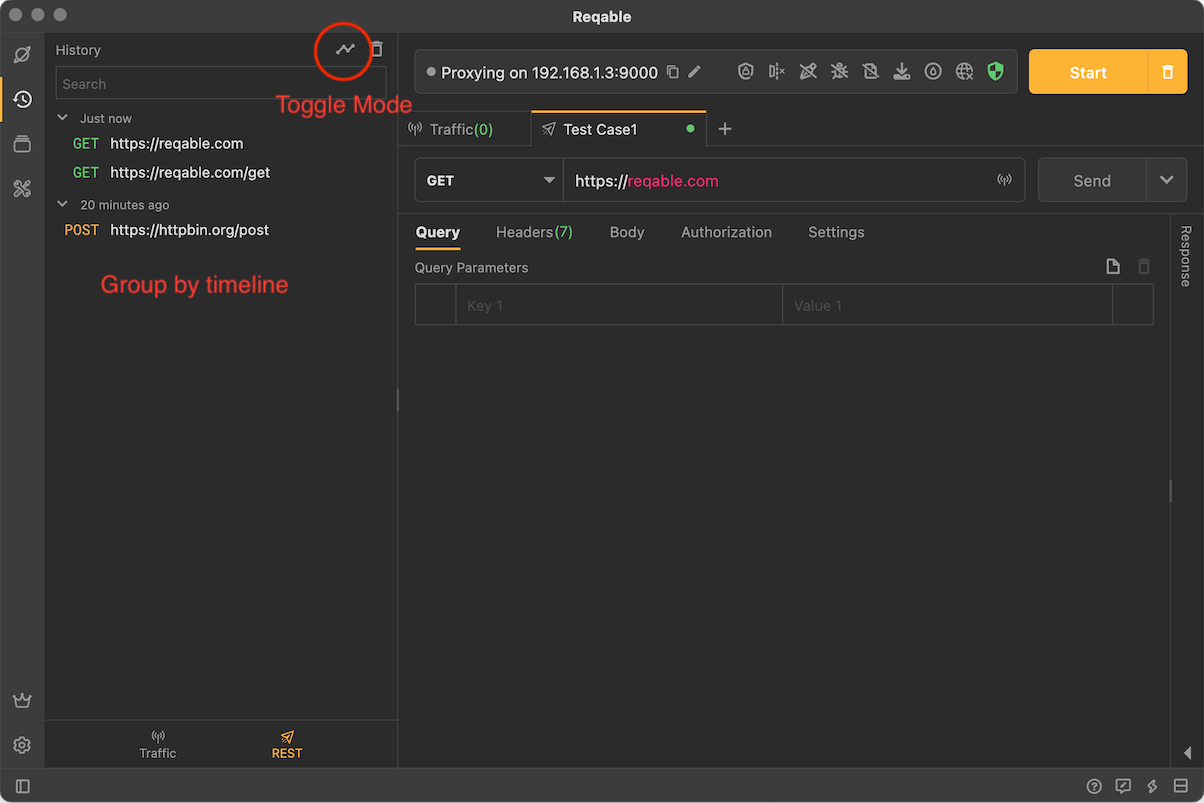 Reqable
History
Toggle Mode
Search
Just now
GET https://reqable.com
GET https://reqable.com/get
20 minutes ago
POST https://httpbin.org/post
Group by timeline
Traffic
REST
Proxying on 192.168.1.3:9000
Start
Traffic(0)
Test Case1
GET
https://reqable.com
Send
Query
Headers(7)
Body
Authorization
Settings
Query Parameters
Key 1
Value 1
Response